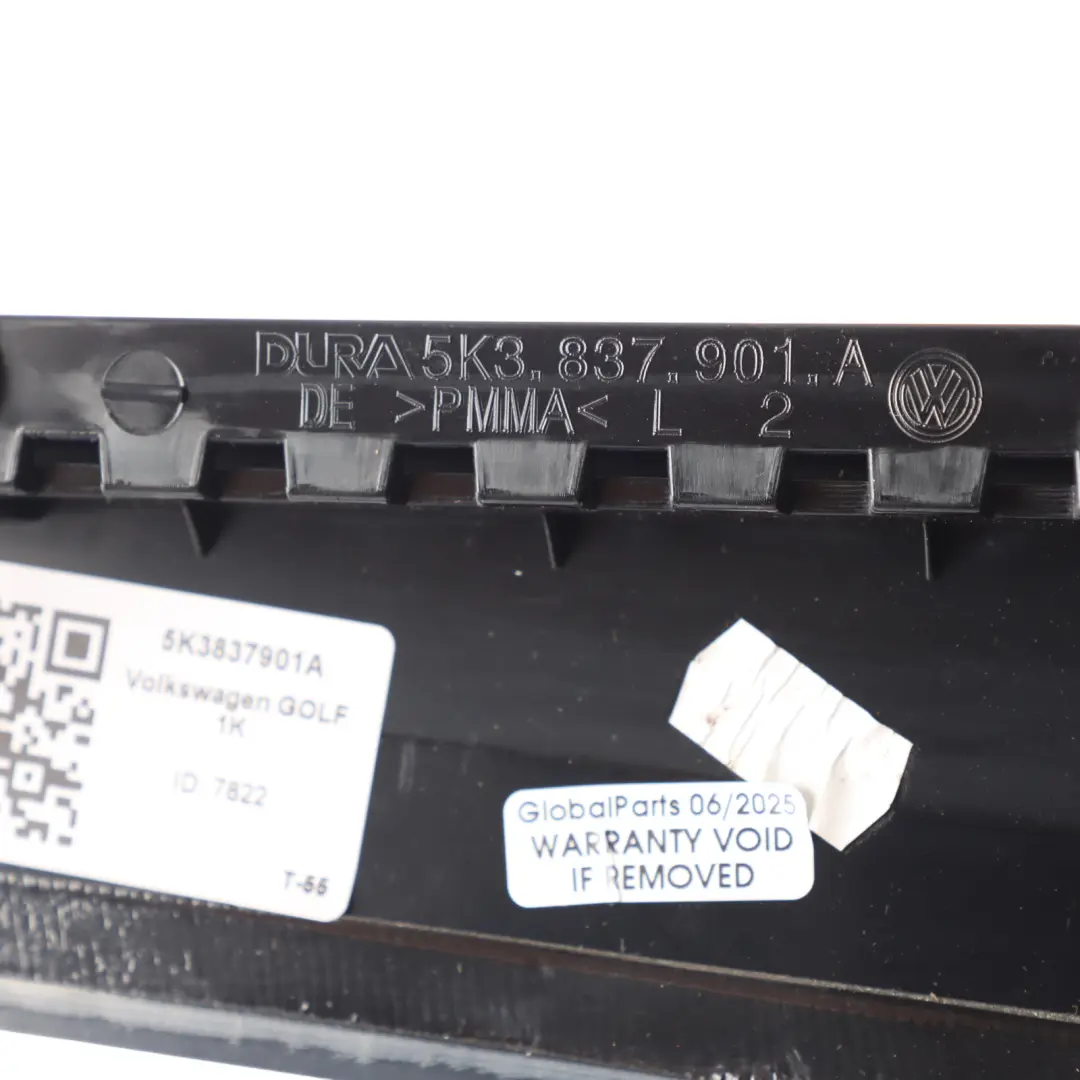 DURA 5K3.837.901.A
DE >PMMA< L 2
5K3837901A
Volkswagen GOLF
1K
ID: 7822
T-55
GlobalParts 06/2025
WARRANTY VOID
IF REMOVED